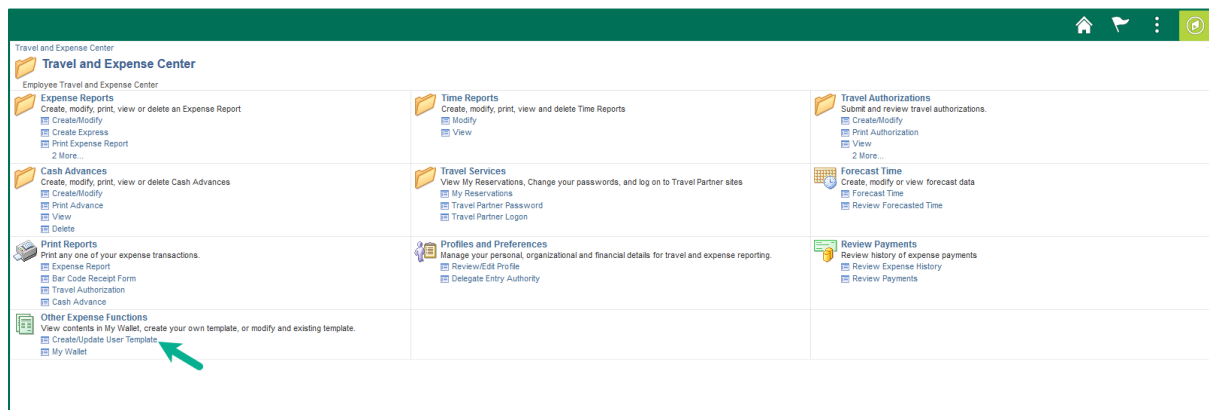 Travel and Expense Center
Travel and Expense Center
Employee Travel and Expense Center
Expense Reports
Create, modify, print, view or delete an Expense Report
Create/Modify
Create Express
Print Expense Report
2 More...
Time Reports
Create, modify, print, view and delete Time Reports
Modify
View
Travel Authorizations
Submit and review travel authorizations.
Create/Modify
Print Authorization
View
2 More...
Cash Advances
Create, modify, print, view or delete Cash Advances
Create/Modify
Print Advance
View
Delete
Travel Services
View My Reservations, Change your passwords, and log on to Travel Partner sites
My Reservations
Travel Partner Password
Travel Partner Logon
Forecast Time
Create, modify or view forecast data
Forecast Time
Review Forecasted Time
Print Reports
Print any one of your expense transactions.
Expense Report
Bar Code Receipt Form
Travel Authorization
Cash Advance
Profiles and Preferences
Manage your personal, organizational and financial details for travel and expense reporting.
Review/Edit Profile
Delegate Entry Authority
Review Payments
Review history of expense payments
Review Expense History
Review Payments
Other Expense Functions
View contents in My Wallet, create your own template, or modify and existing template.
Create/Update User Template
My Wallet